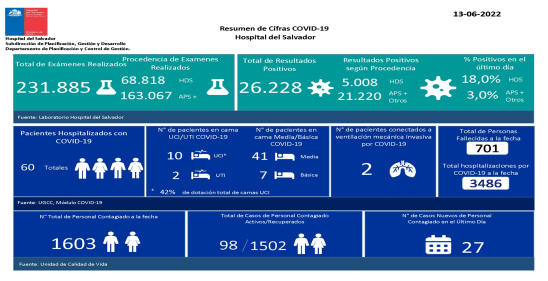 13-06-2022
Hospital del Salvador
Subdirección de Planificación, Gestión y Desarrollo
Departamento de Planificación y Control de Gestión.
Resumen de Cifras COVID-19
Hospital del Salvador
Total de Exámenes Realizados
231.885
Procedencia de Examenes
Realizados
68.818 HDS
163.067 APS +
Total de Resultados
Positivos
26.228
Resultados Positivos
según Procedencia
5.008 HDS
21.220 APS +
Otros
% Positivos en el
último día
18,0% HDS
3,0% APS +
Otros
Fuente: Laboratorio Hospital del Salvador
Pacientes Hospitalizados con
COVID-19
60 Totales
N° de pacientes en cama
UCI/UTI COVID-19
10 UCI*
2 UTI
* 42% de dotación total de camas UCI
N° de pacientes en
cama Media/Básica
COVID-19
41 Media
7 Básica
N° de pacientes conectados a
ventilación mecánica invasiva
por COVID-19
2
Total de Personas
Fallecidas a la fecha
701
Total hospitalizaciones por
COVID-19 a la fecha
3486
Fuente: UGCC, Módulo COVID-19
N° Total de Personal Contagiado a la fecha
1603
Total de Casos de Personal Contagiado
Activos/Recuperados
98 / 1502
N° de Casos Nuevos de Personal
Contagiado en el Último Día
27
Fuente: Unidad de Calidad de Vida